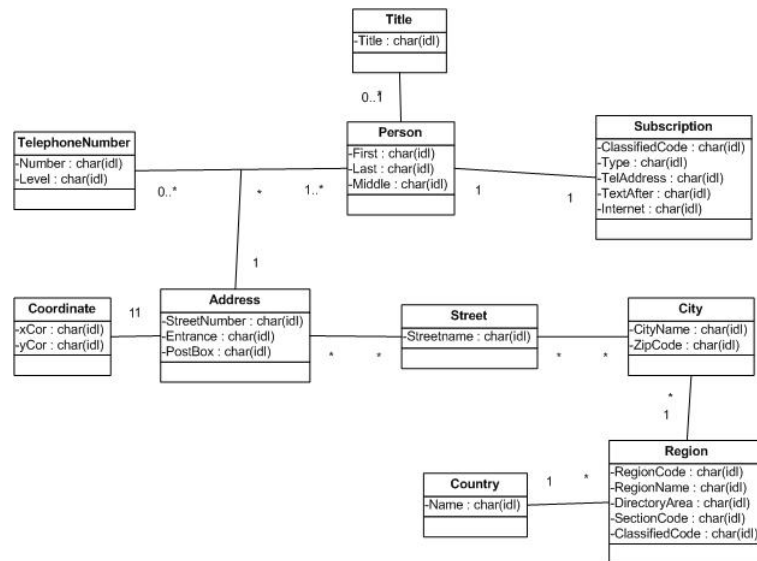 Title
-Title : char(idl)
0..1
*
TelephoneNumber
-Number : char(idl)
-Level : char(idl)
Person
-First : char(idl)
-Last : char(idl)
-Middle : char(idl)
Subscription
-ClassifiedCode : char(idl)
-Type : char(idl)
-TelAddress : char(idl)
-TextAfter : char(idl)
-Internet : char(idl)
0..*
*
1..*
1
1
1
Coordinate
-xCor : char(idl)
-yCor : char(idl)
11
Address
-StreetNumber : char(idl)
-Entrance : char(idl)
-PostBox : char(idl)
Street
-Streetname : char(idl)
City
-CityName : char(idl)
-ZipCode : char(idl)
*
*
*
*
*
1
Country
-Name : char(idl)
1
*
Region
-RegionCode : char(idl)
-RegionName : char(idl)
-DirectoryArea : char(idl)
-SectionCode : char(idl)
-ClassifiedCode : char(idl)